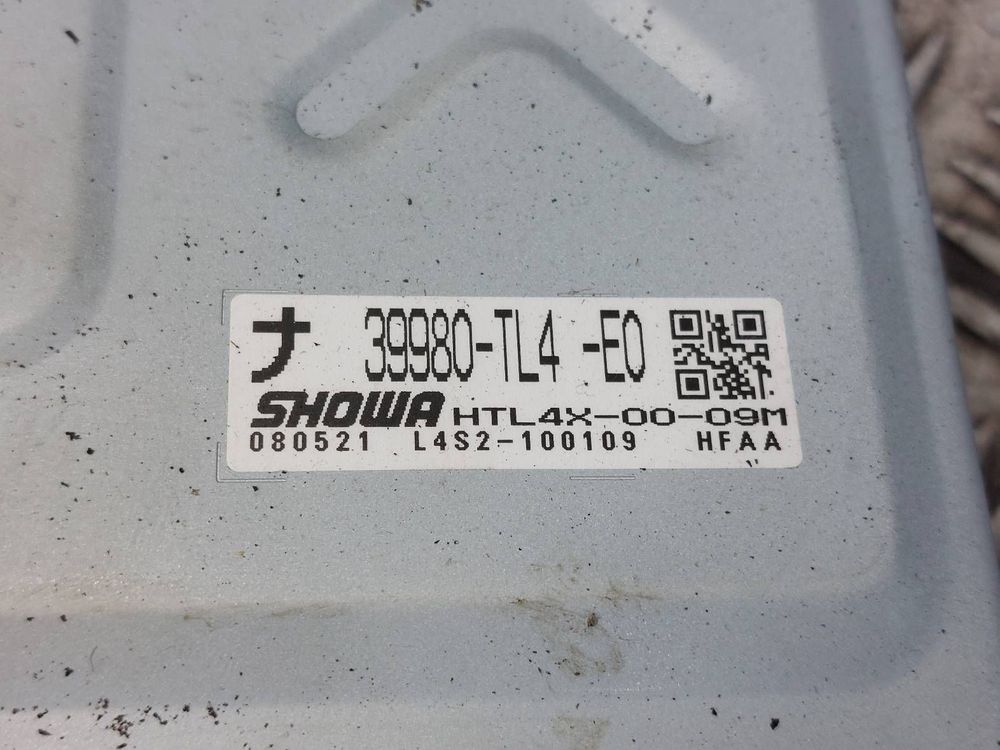 ナ 39980-TL4 -E0
SHOWA HTL4X-00-09M
080521 L4S2-100109 HFAA